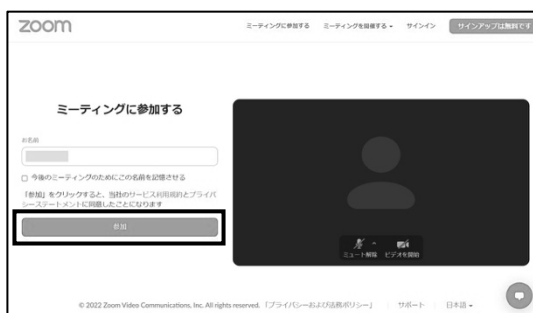 zoom
ミーティングに参加する
ミーティングを開催する
サインイン
サインアップは無料です
ミーティングに参加する
お名前
今後のミーティングのためにこの名前を記憶させる
「参加」をクリックすると、当社のサービス利用規約とプライバ
シーステートメントに同意したことになります
参加
ミュート解除
ビデオを開始
© 2022 Zoom Video Communications, Inc. All rights reserved.
「プライバシーおよび法務ポリシー」
サポート
日本語